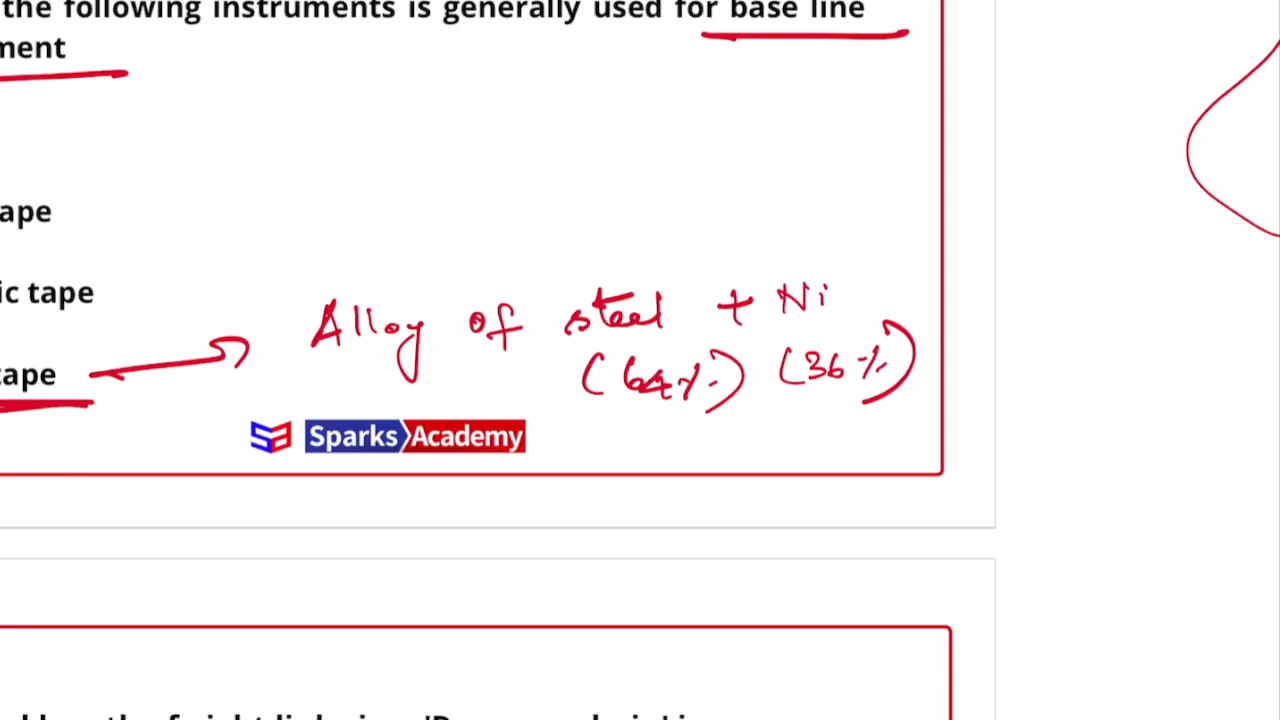 the following instruments is generally used for base line
ment
ape
ic tape
Alloy of steel + Ni
(64%) (36%)
tape
Sparks Academy